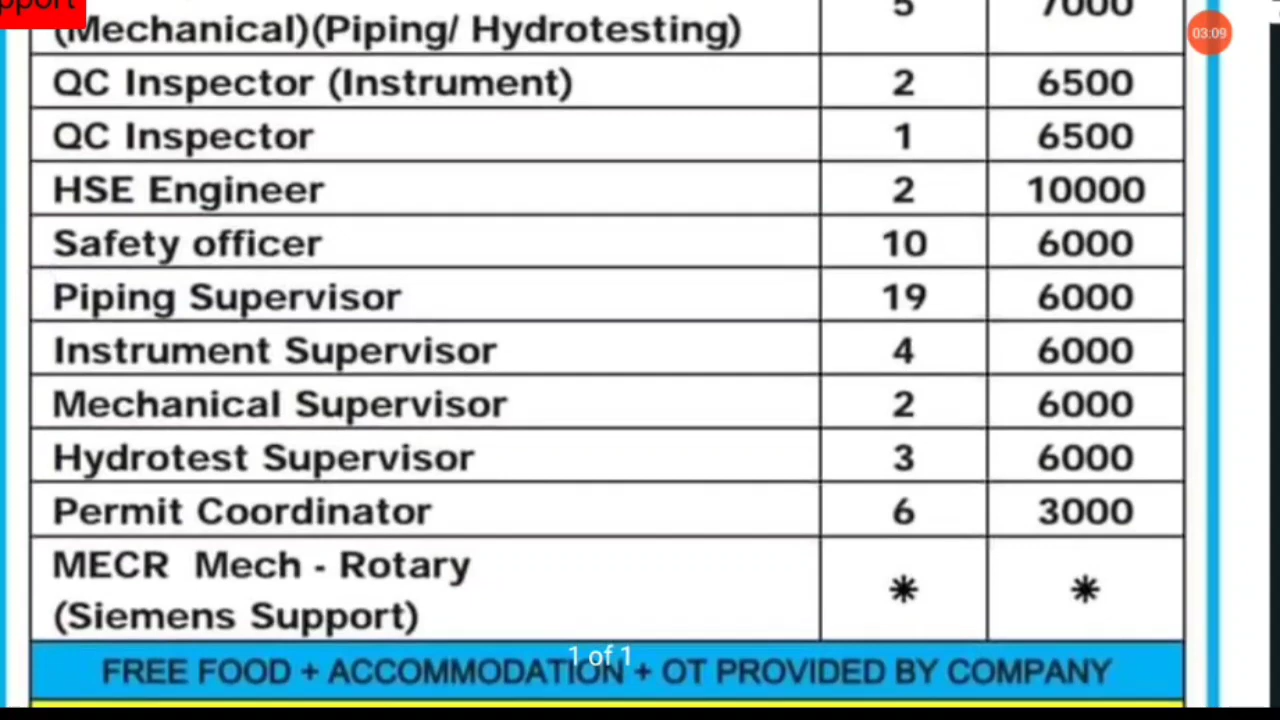 pport
5 7000
(Mechanical)(Piping/ Hydrotesting)
03:09
QC Inspector (Instrument) 2 6500
QC Inspector 1 6500
HSE Engineer 2 10000
Safety officer 10 6000
Piping Supervisor 19 6000
Instrument Supervisor 4 6000
Mechanical Supervisor 2 6000
Hydrotest Supervisor 3 6000
Permit Coordinator 6 3000
MECR Mech - Rotary
(Siemens Support) * *
1 of 1
FREE FOOD + ACCOMMODATION + OT PROVIDED BY COMPANY